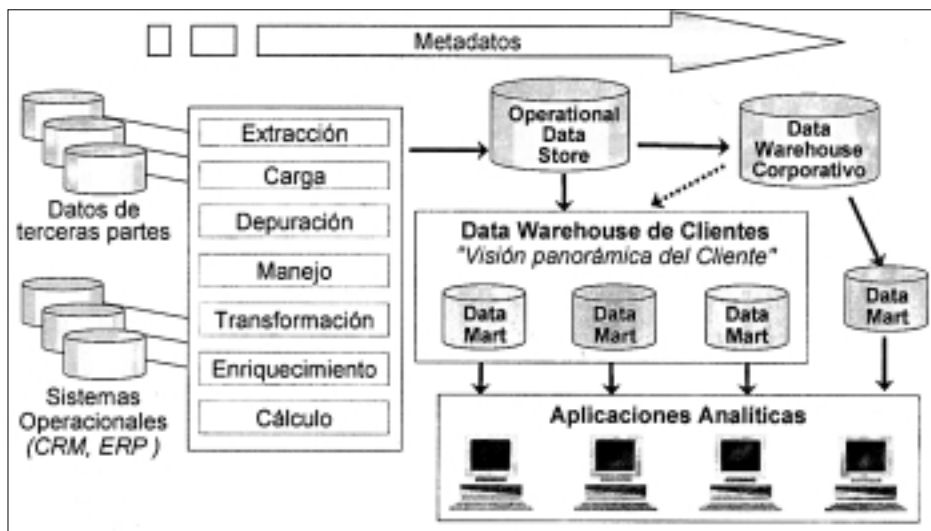 Metadatos
Datos de
terceras partes
Sistemas
Operacionales
(CRM, ERP )
Extracción
Carga
Depuración
Manejo
Transformación
Enriquecimiento
Cálculo
Operational
Data
Store
Data
Warehouse
Corporativo
Data Warehouse de Clientes
"Visión panorámica del Cliente"
Data
Mart
Data
Mart
Data
Mart
Data
Mart
Aplicaciones Analíticas